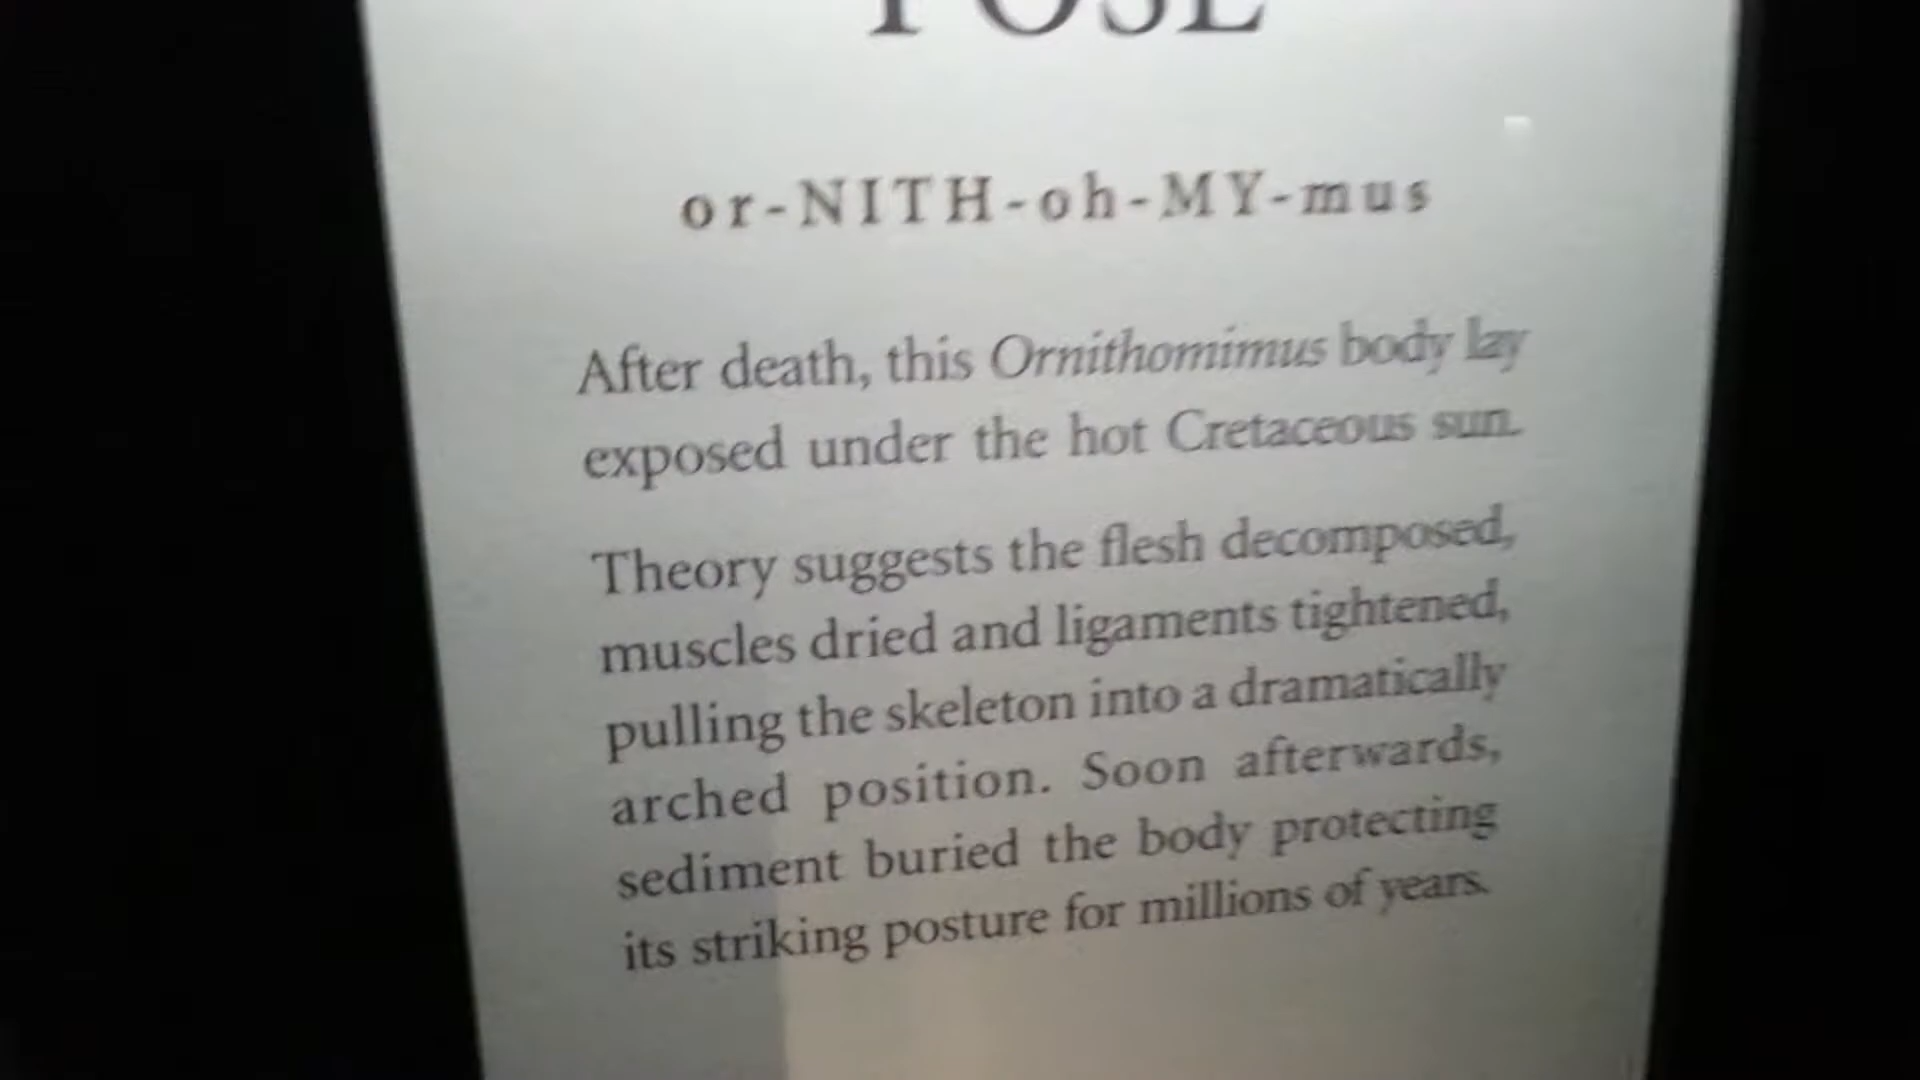 POSE
or-NITH-oh-MY-mus
After death, this Ornithomimus body lay
exposed under the hot Cretaceous sun.
Theory suggests the flesh decomposed,
muscles dried and ligaments tightened,
pulling the skeleton into a dramatically
arched position. Soon afterwards,
sediment buried the body protecting
its striking posture for millions of years.